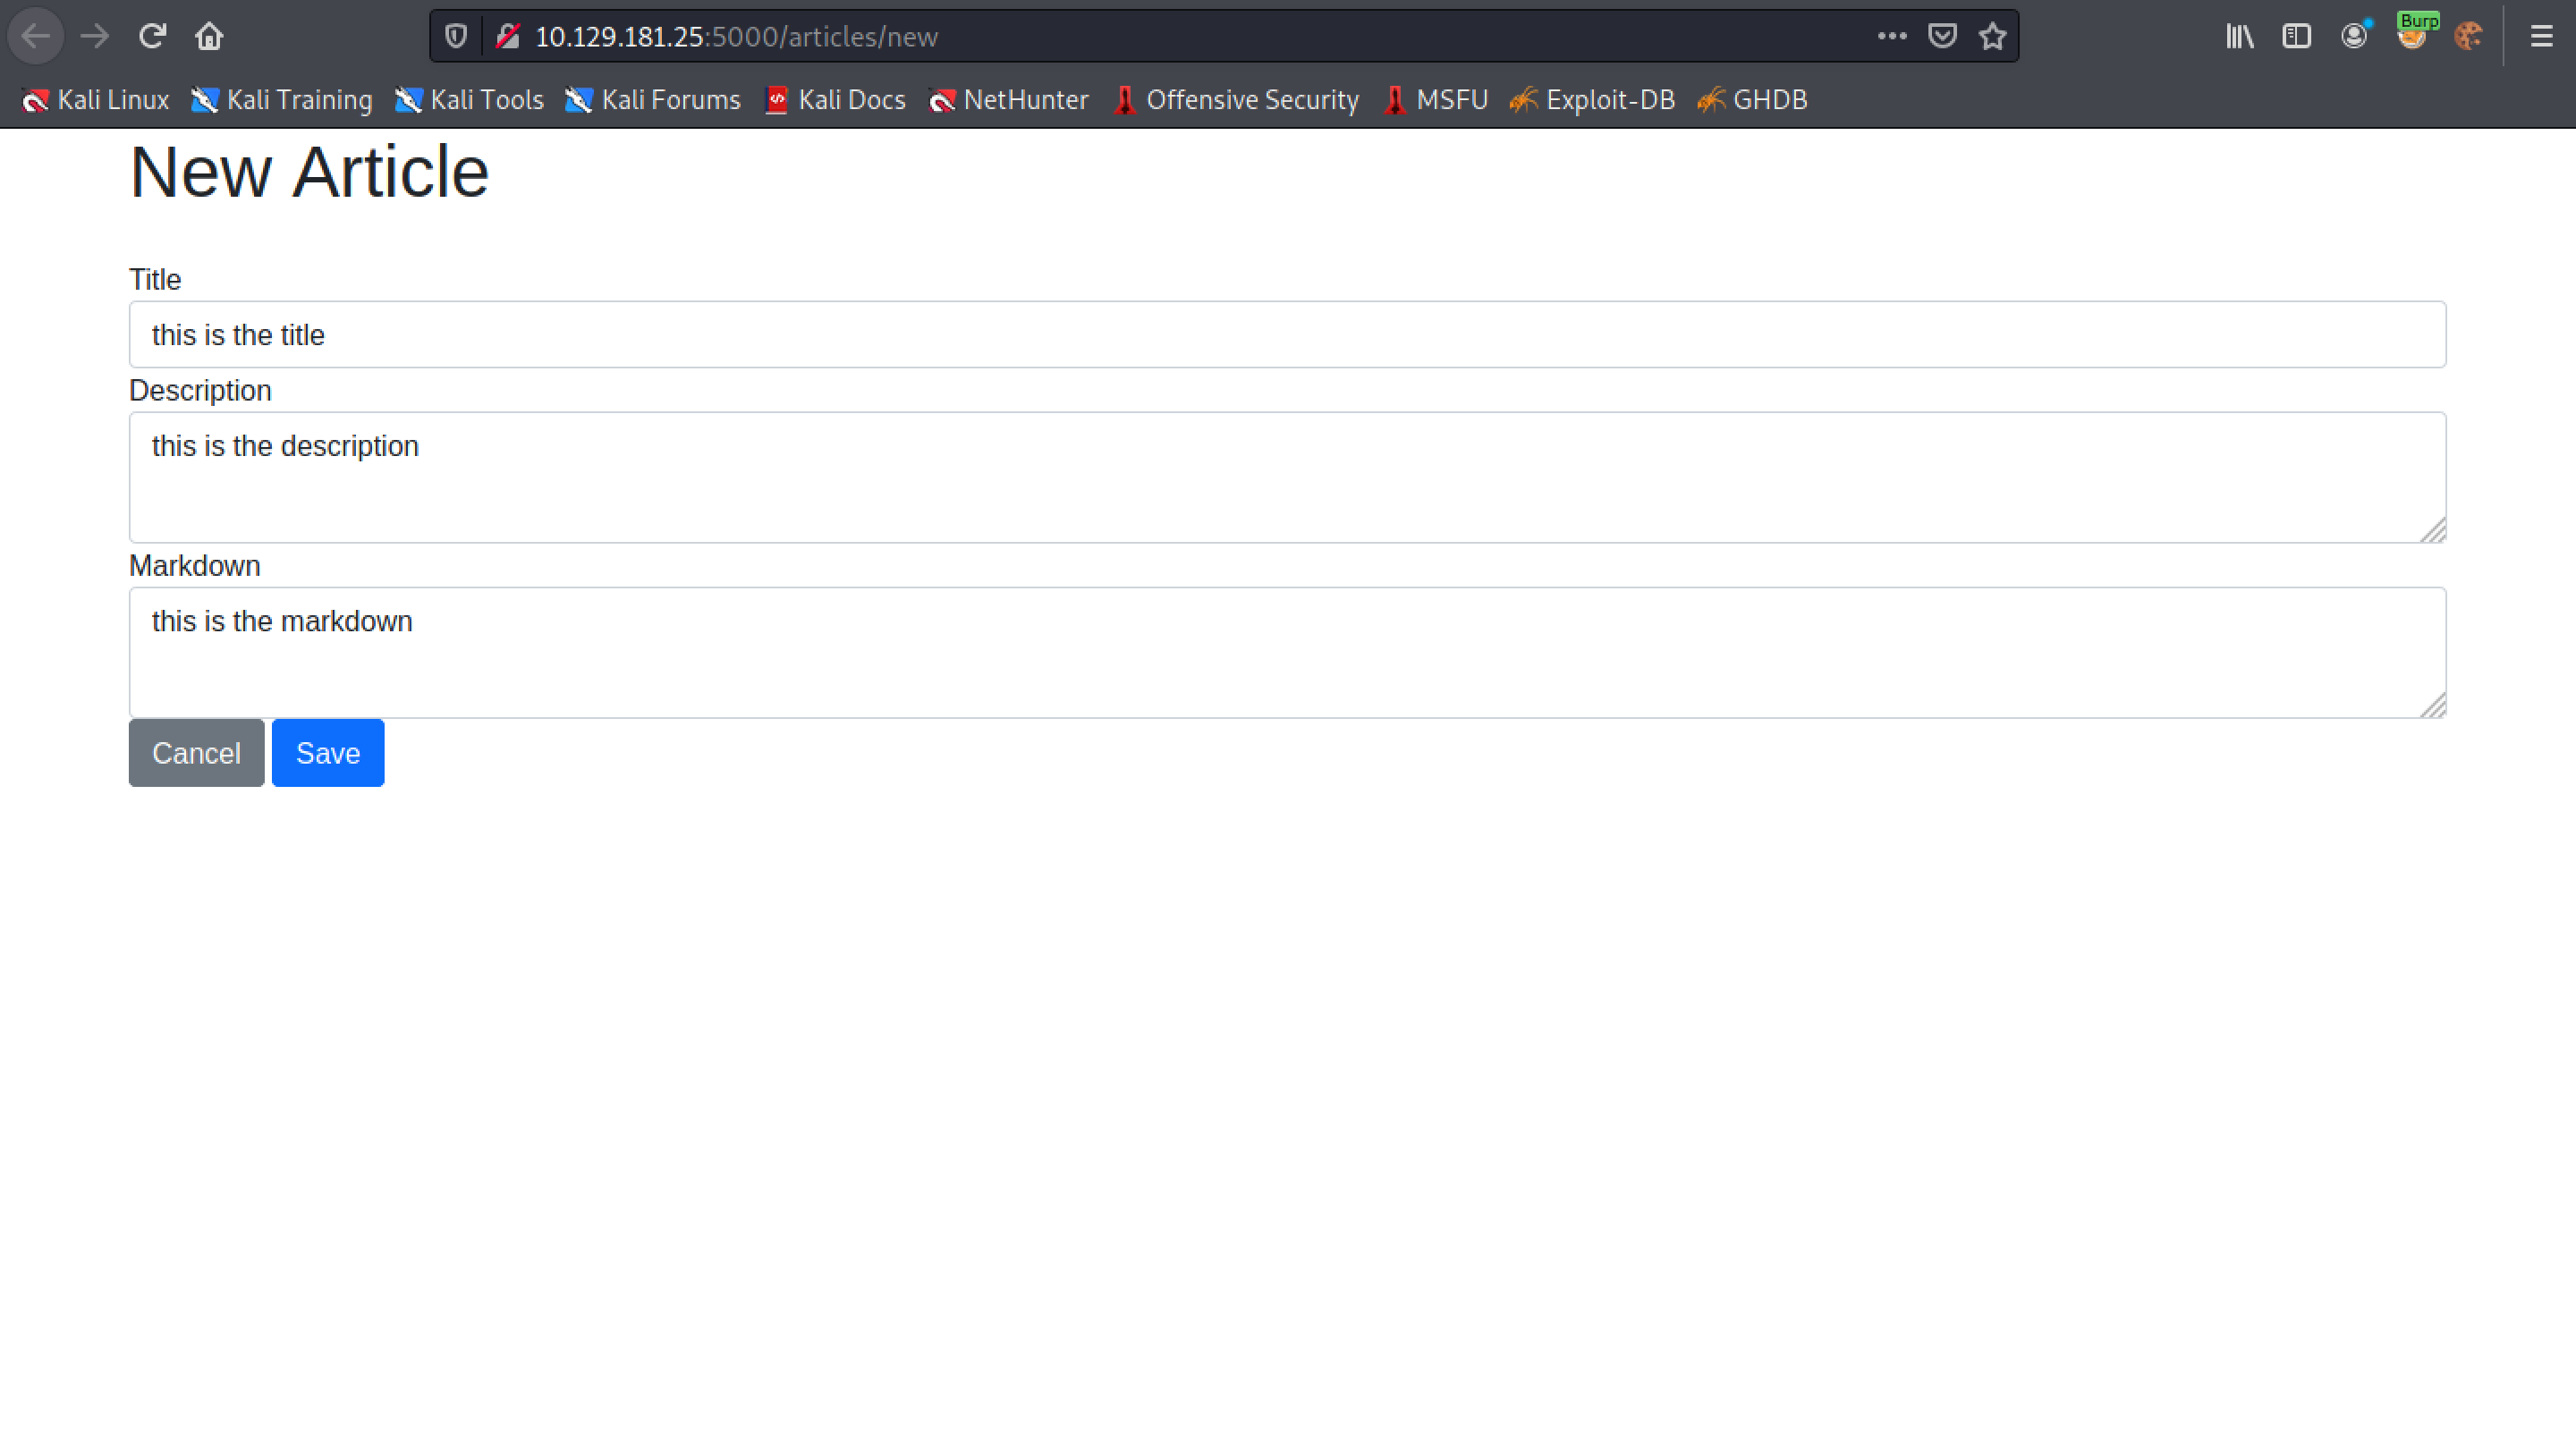 10.129.181.25:5000/articles/new
Burp
Kali Linux Kali Training Kali Tools Kali Forums Kali Docs NetHunter Offensive Security MSFU Exploit-DB GHDB
New Article
Title
this is the title
Description
this is the description
Markdown
this is the markdown
Cancel Save